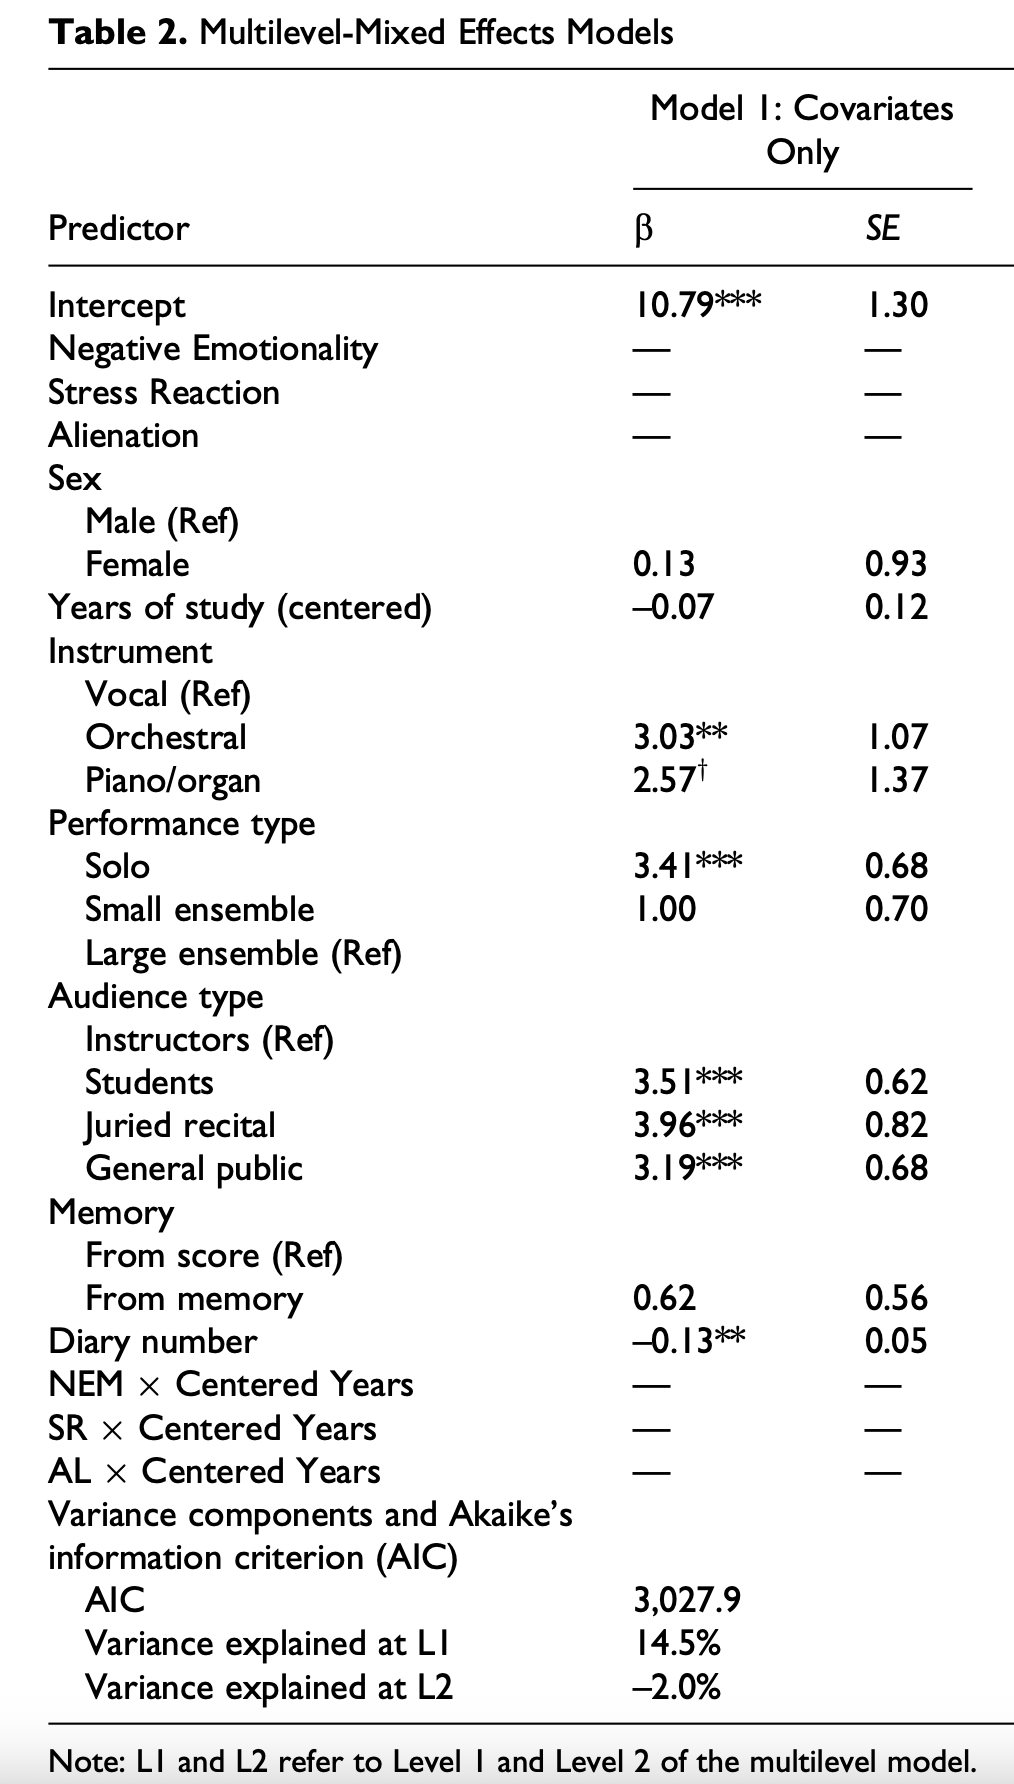 Table 2. Multilevel-Mixed Effects Models
Model 1: Covariates
Only
Predictor β SE
Intercept 10.79*** 1.30
Negative Emotionality — —
Stress Reaction — —
Alienation — —
Sex
Male (Ref)
Female 0.13 0.93
Years of study (centered) –0.07 0.12
Instrument
Vocal (Ref)
Orchestral 3.03** 1.07
Piano/organ 2.57† 1.37
Performance type
Solo 3.41*** 0.68
Small ensemble 1.00 0.70
Large ensemble (Ref)
Audience type
Instructors (Ref)
Students 3.51*** 0.62
Juried recital 3.96*** 0.82
General public 3.19*** 0.68
Memory
From score (Ref)
From memory 0.62 0.56
Diary number –0.13** 0.05
NEM × Centered Years — —
SR × Centered Years — —
AL × Centered Years — —
Variance components and Akaike’s
information criterion (AIC)
AIC 3,027.9
Variance explained at L1 14.5%
Variance explained at L2 –2.0%
Note: L1 and L2 refer to Level 1 and Level 2 of the multilevel model.